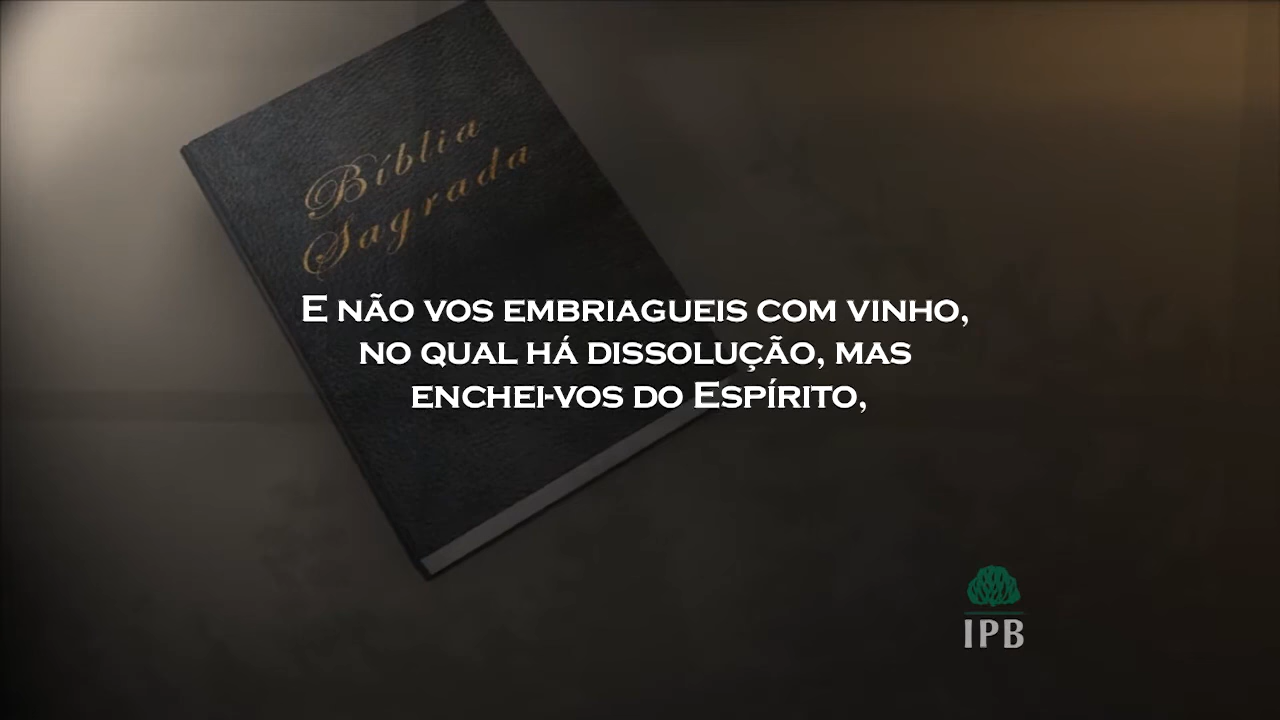 Bíblia
Sagrada
E NÃO VOS EMBRIAGUEIS COM VINHO,
NO QUAL HÁ DISSOLUÇÃO, MAS
ENCHEI-VOS DO ESPÍRITO,
IPB